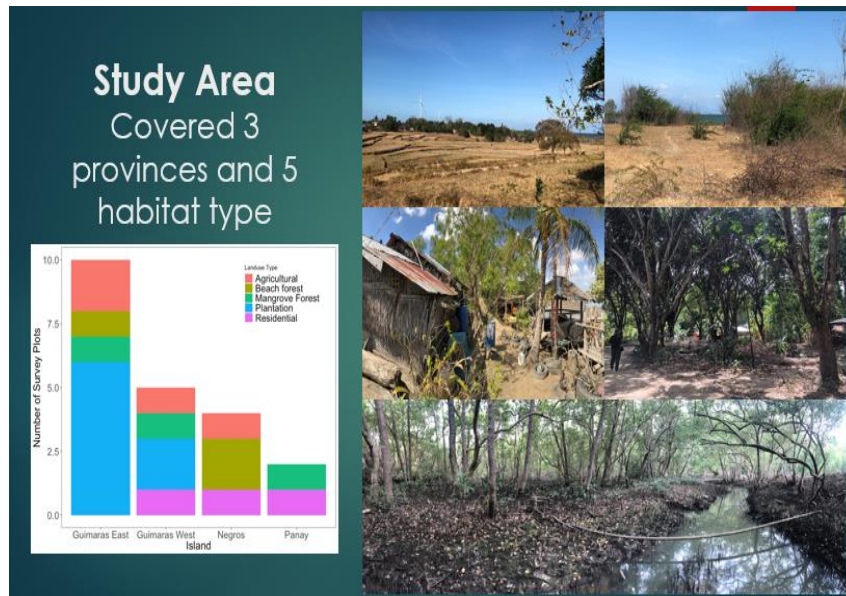 Study Area
Covered 3
provinces and 5
habitat type
10.0
7.5
5.0
2.5
0.0
Number of Survey Plots
Landuse Type
Agricultural
Beach forest
Mangrove Forest
Plantation
Residential
Guimaras East Guimaras West Negros Panay
Island